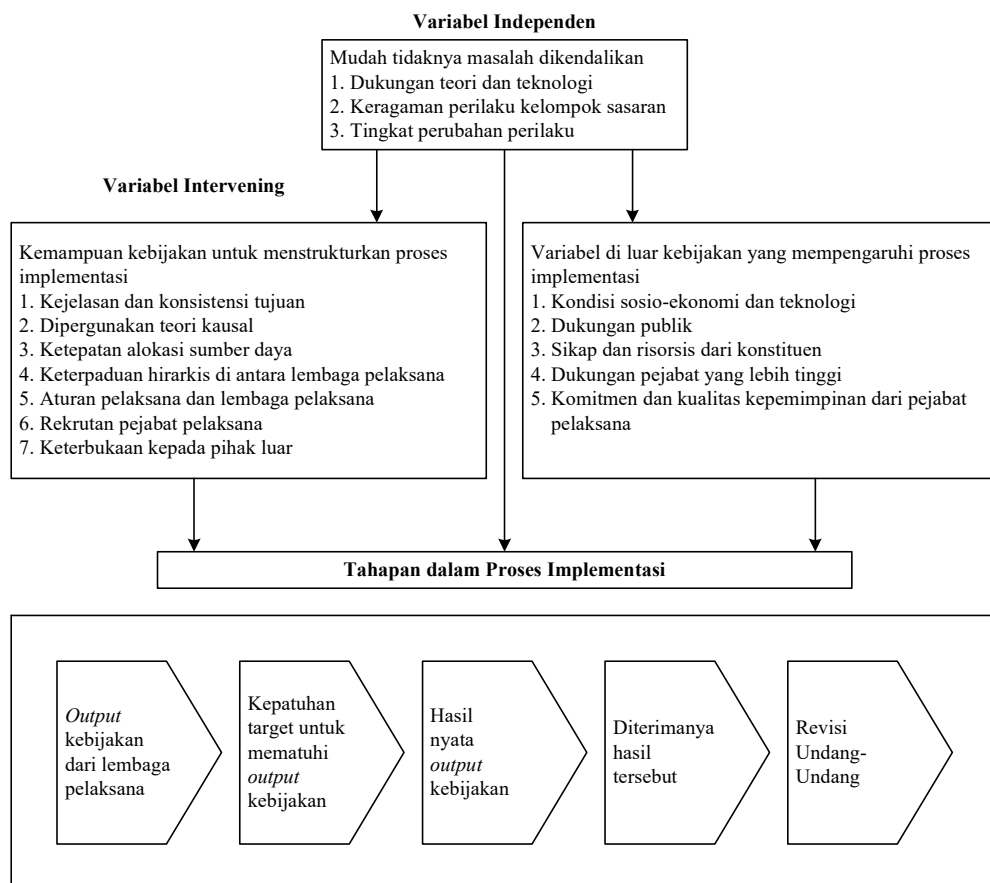 Variabel Independen
Mudah tidaknya masalah dikendalikan
1. Dukungan teori dan teknologi
2. Keragaman perilaku kelompok sasaran
3. Tingkat perubahan perilaku
Variabel Intervening
Kemampuan kebijakan untuk menstrukturkan proses
implementasi
1. Kejelasan dan konsistensi tujuan
2. Dipergunakan teori kausal
3. Ketepatan alokasi sumber daya
4. Keterpaduan hirarkis di antara lembaga pelaksana
5. Aturan pelaksana dan lembaga pelaksana
6. Rekrutan pejabat pelaksana
7. Keterbukaan kepada pihak luar
Variabel di luar kebijakan yang mempengaruhi proses
implementasi
1. Kondisi sosio-ekonomi dan teknologi
2. Dukungan publik
3. Sikap dan risorsis dari konstituen
4. Dukungan pejabat yang lebih tinggi
5. Komitmen dan kualitas kepemimpinan dari pejabat
pelaksana
Tahapan dalam Proses Implementasi
Output
kebijakan
dari lembaga
pelaksana
Kepatuhan
target untuk
mematuhi
output
kebijakan
Hasil
nyata
output
kebijakan
Diterimanya
hasil
tersebut
Revisi
Undang-
Undang